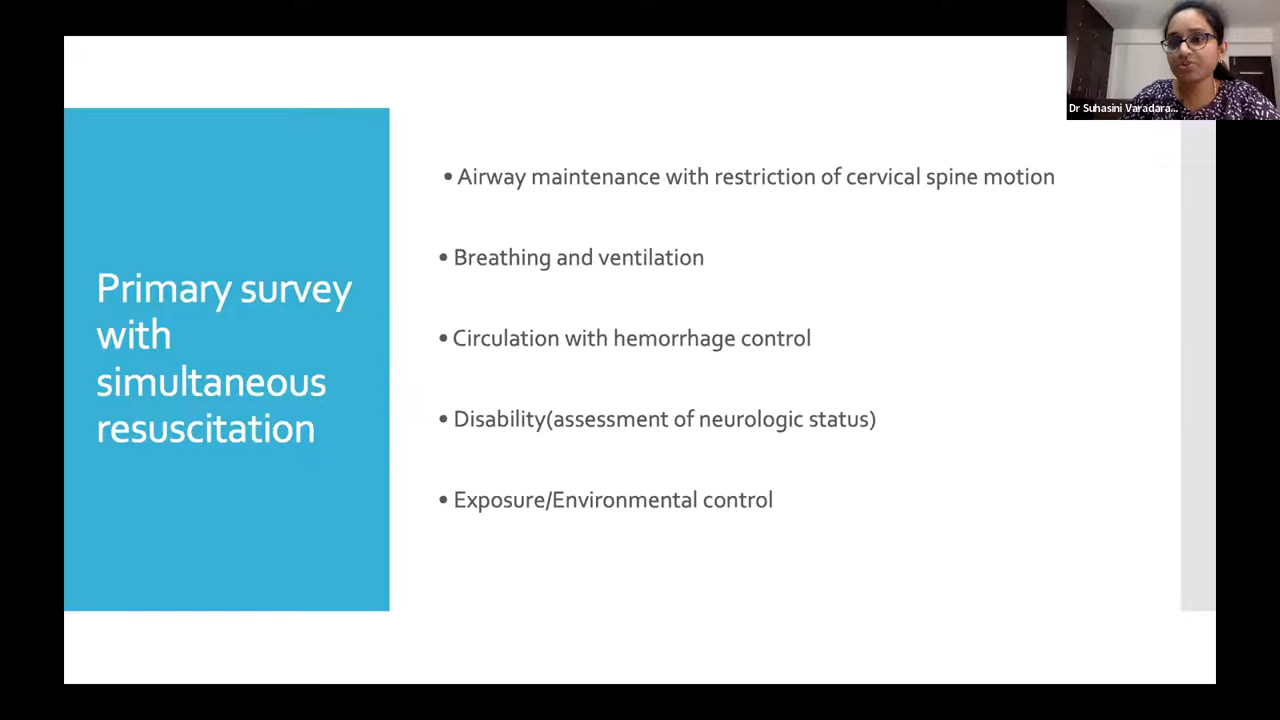 Dr Suhasini Varadara...
Primary survey
with
simultaneous
resuscitation
• Airway maintenance with restriction of cervical spine motion
• Breathing and ventilation
• Circulation with hemorrhage control
• Disability(assessment of neurologic status)
• Exposure/Environmental control